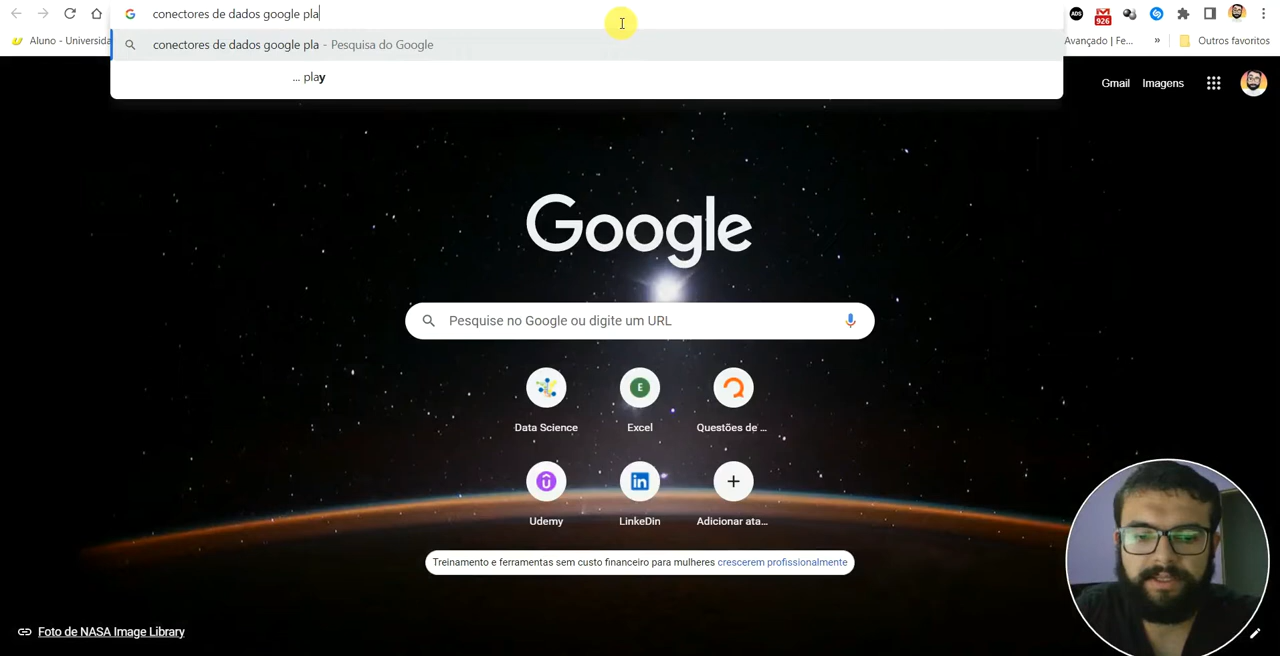 conectores de dados google pla
ADS
926
Aluno - Universida
conectores de dados google pla - Pesquisa do Google
Avançado | Fe...
»
Outros favoritos
... play
Gmail
Imagens
Google
Pesquise no Google ou digite um URL
E
Data Science
Excel
Questões de ...
in
Udemy
LinkeDin
Adicionar ata...
Treinamento e ferramentas sem custo financeiro para mulheres crescerem profissionalmente
Foto de NASA Image Library